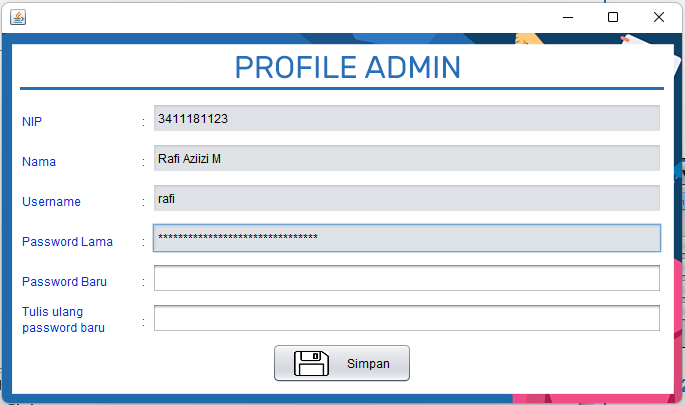 PROFILE ADMIN
NIP : 3411181123
Nama : Rafi Aziizi M
Username : rafi
Password Lama : ********************************
Password Baru :
Tulis ulang
password baru :
Simpan